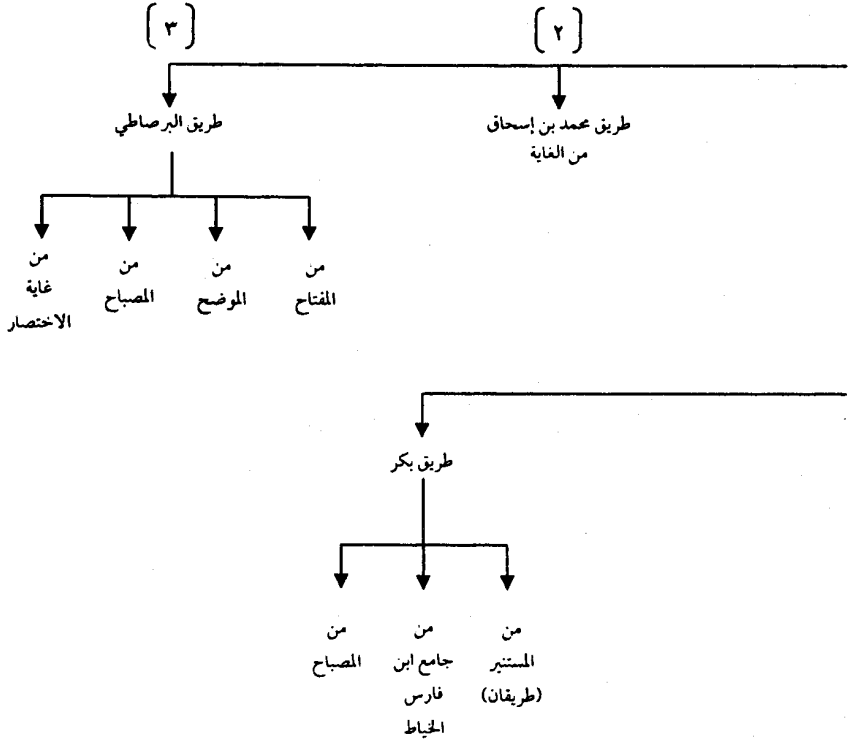 (٢)
(٣)
طريق محمد بن إسحاق
من الغاية
طريق البرصاطي
من
المفتاح
من
الموضح
من
المصباح
من
غاية
الاختصار
طريق بكر
من
المستنير
(طريقان)
من
جامع ابن
فارس
الخياط
من
المصباح